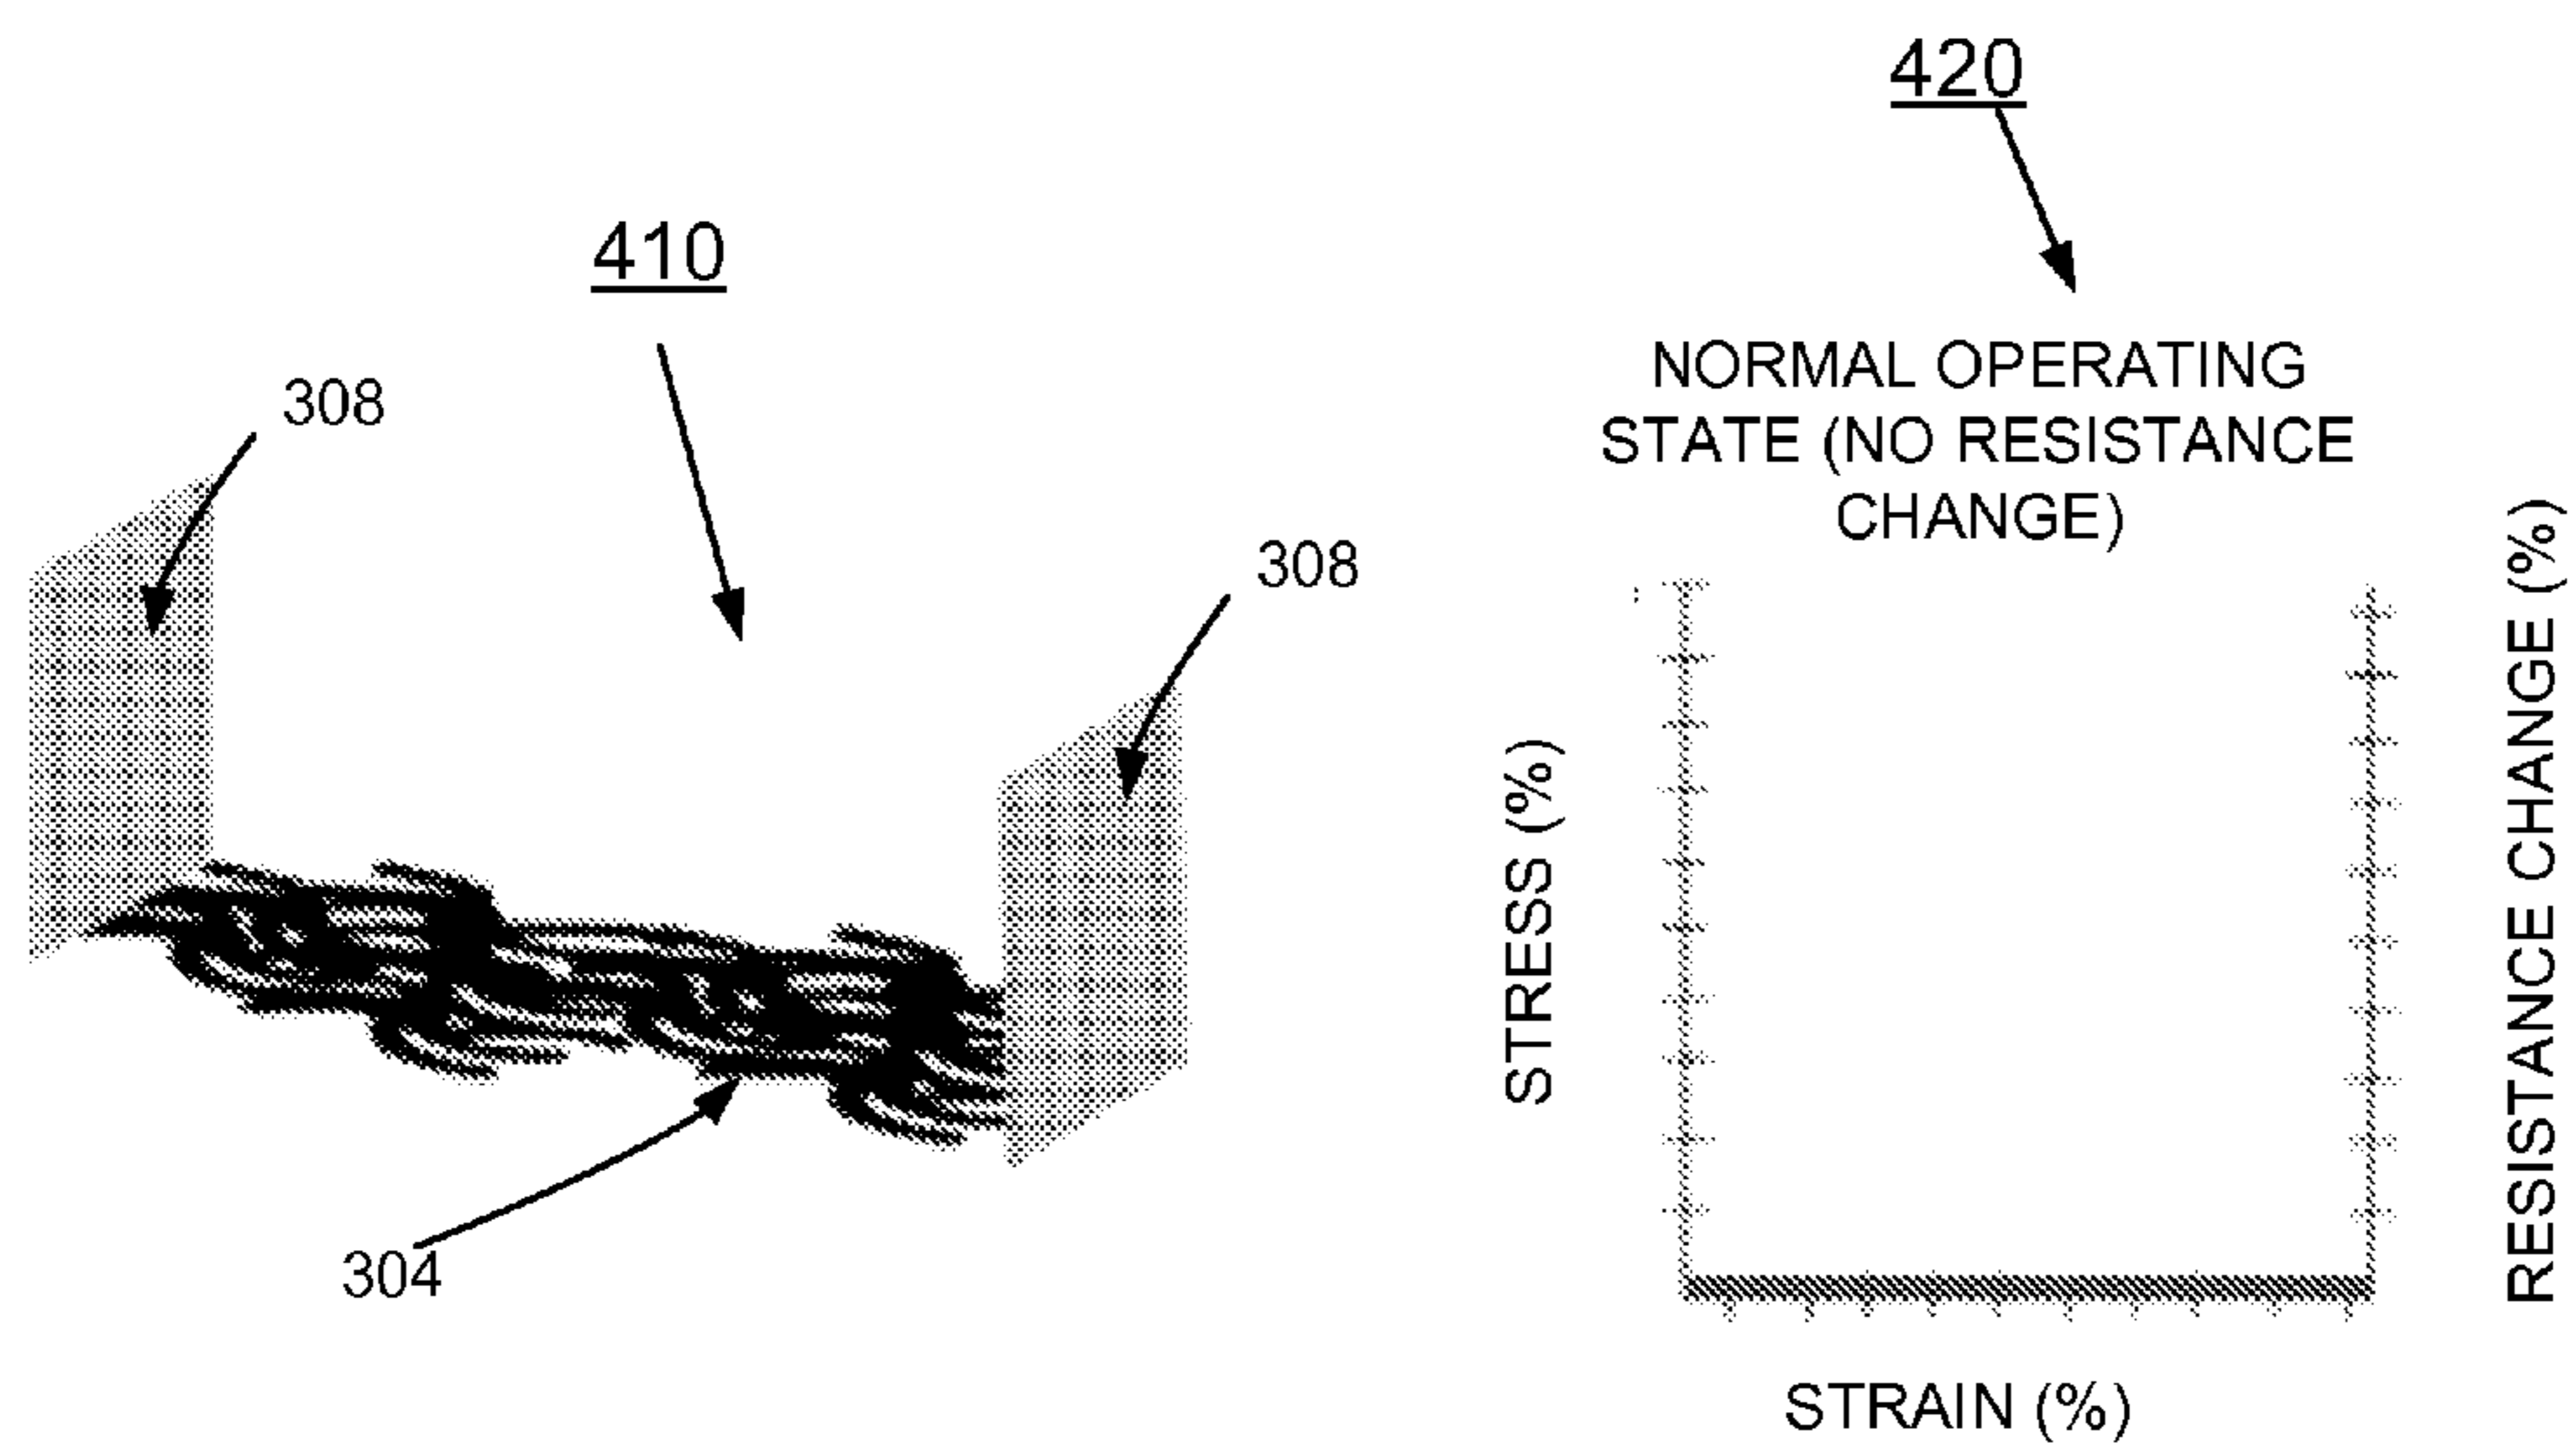 420
410
NORMAL OPERATING
STATE (NO RESISTANCE
CHANGE)
308
308
304
STRESS (%)
RESISTANCE CHANGE (%)
STRAIN (%)